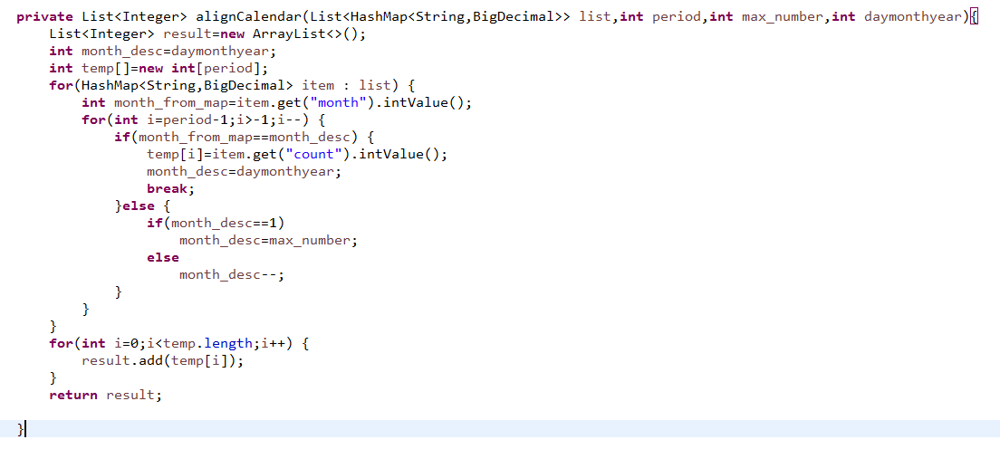 private List<Integer> alignCalendar(List<HashMap<String,BigDecimal>> list,int period,int max_number,int daymonthyear){
    List<Integer> result=new ArrayList<>();
    int month_desc=daymonthyear;
    int temp[]=new int[period];
    for(HashMap<String,BigDecimal> item : list) {
        int month_from_map=item.get("month").intValue();
        for(int i=period-1;i>-1;i--) {
            if(month_from_map==month_desc) {
                temp[i]=item.get("count").intValue();
                month_desc=daymonthyear;
                break;
            }else {
                if(month_desc==1)
                    month_desc=max_number;
                else
                    month_desc--;
            }
        }
    }
    for(int i=0;i<temp.length;i++) {
        result.add(temp[i]);
    }
    return result;
}